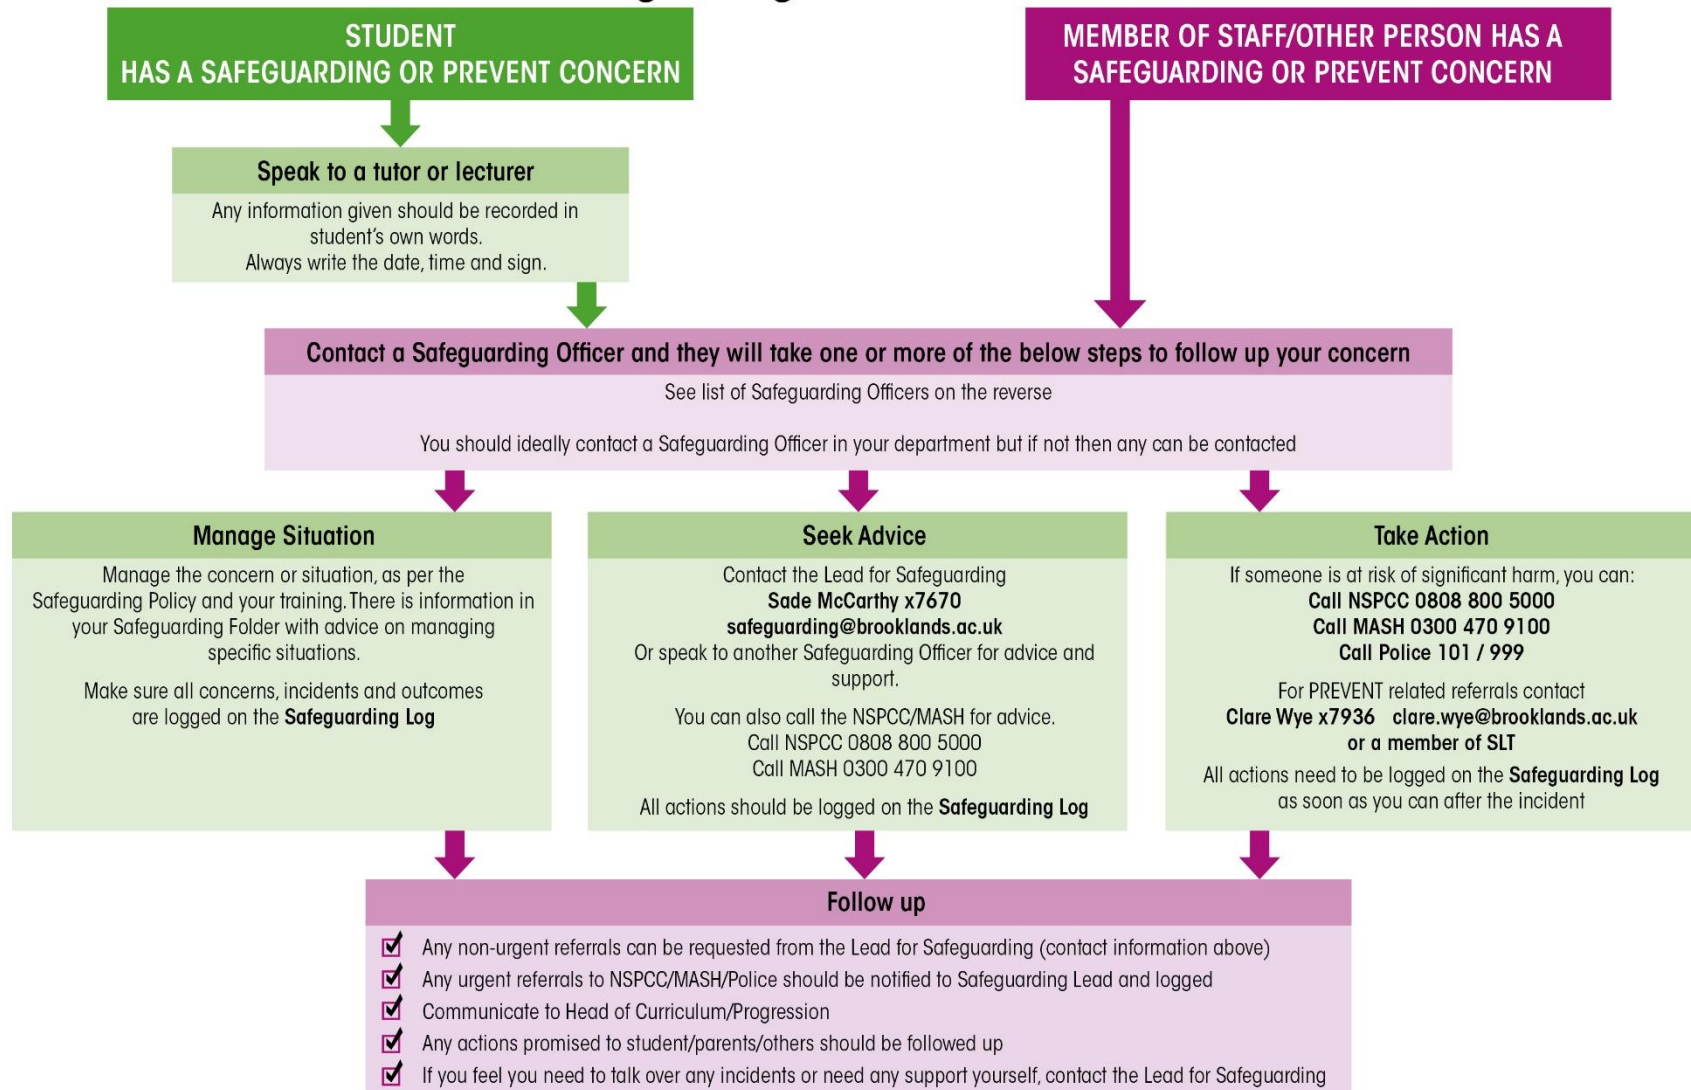 STUDENT
HAS A SAFEGUARDING OR PREVENT CONCERN
MEMBER OF STAFF/OTHER PERSON HAS A
SAFEGUARDING OR PREVENT CONCERN
Speak to a tutor or lecturer
Any information given should be recorded in
student's own words.
Always write the date, time and sign.
Contact a Safeguarding Officer and they will take one or more of the below steps to follow up your concern
See list of Safeguarding Officers on the reverse
You should ideally contact a Safeguarding Officer in your department but if not then any can be contacted
Manage Situation
Manage the concern or situation, as per the
Safeguarding Policy and your training. There is information in
your Safeguarding Folder with advice on managing
specific situations.
Make sure all concerns, incidents and outcomes
are logged on the Safeguarding Log
Seek Advice
Contact the Lead for Safeguarding
Sade McCarthy x7670
safeguarding@brooklands.ac.uk
Or speak to another Safeguarding Officer for advice and
support.
You can also call the NSPCC/MASH for advice.
Call NSPCC 0808 800 5000
Call MASH 0300 470 9100
All actions should be logged on the Safeguarding Log
Take Action
If someone is at risk of significant harm, you can:
Call NSPCC 0808 800 5000
Call MASH 0300 470 9100
Call Police 101 / 999
For PREVENT related referrals contact
Clare Wye x7936 clare.wye@brooklands.ac.uk
or a member of SLT
All actions need to be logged on the Safeguarding Log
as soon as you can after the incident
Follow up
Any non-urgent referrals can be requested from the Lead for Safeguarding (contact information above)
Any urgent referrals to NSPCC/MASH/Police should be notified to Safeguarding Lead and logged
Communicate to Head of Curriculum/Progression
Any actions promised to student/parents/others should be followed up
If you feel you need to talk over any incidents or need any support yourself, contact the Lead for Safeguarding